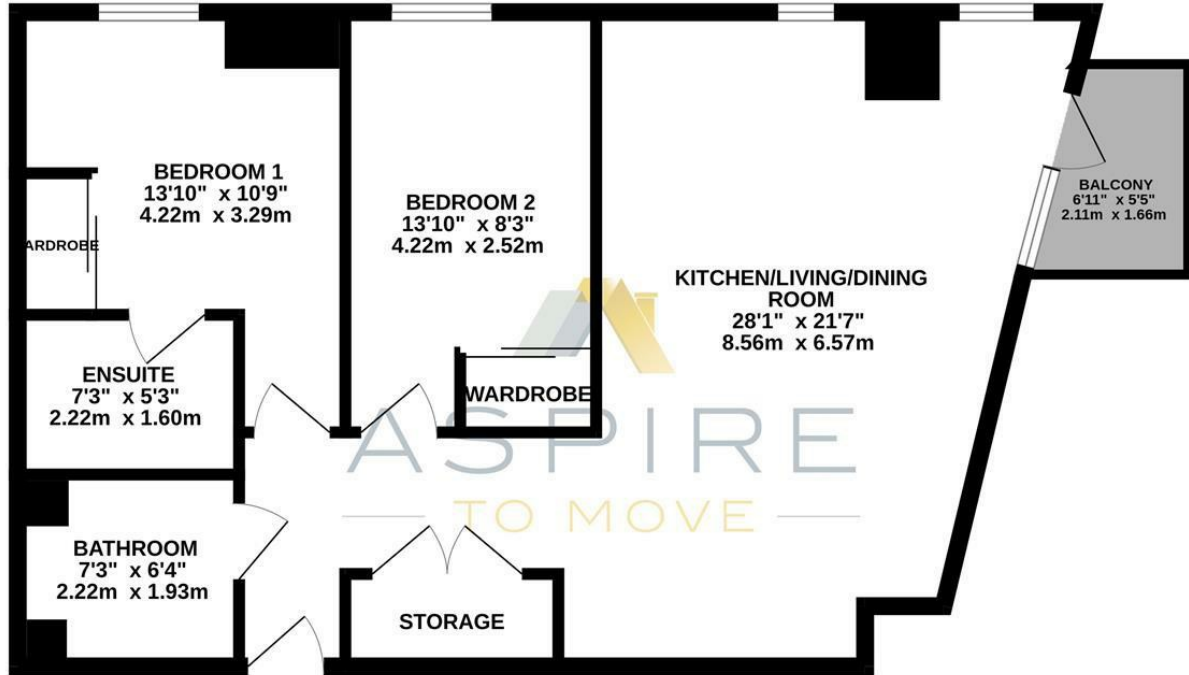 BEDROOM 1
13'10" x 10'9"
4.22m x 3.29m
BEDROOM 2
13'10" x 8'3"
4.22m x 2.52m
BALCONY
6'11" x 5'5"
2.11m x 1.66m
ARDROBE
KITCHEN/LIVING/DINING
ROOM
28'1" x 21'7"
8.56m x 6.57m
ENSUITE
7'3" x 5'3"
2.22m x 1.60m
WARDROBE
ASPIRE
TO MOVE
BATHROOM
7'3" x 6'4"
2.22m x 1.93m
STORAGE